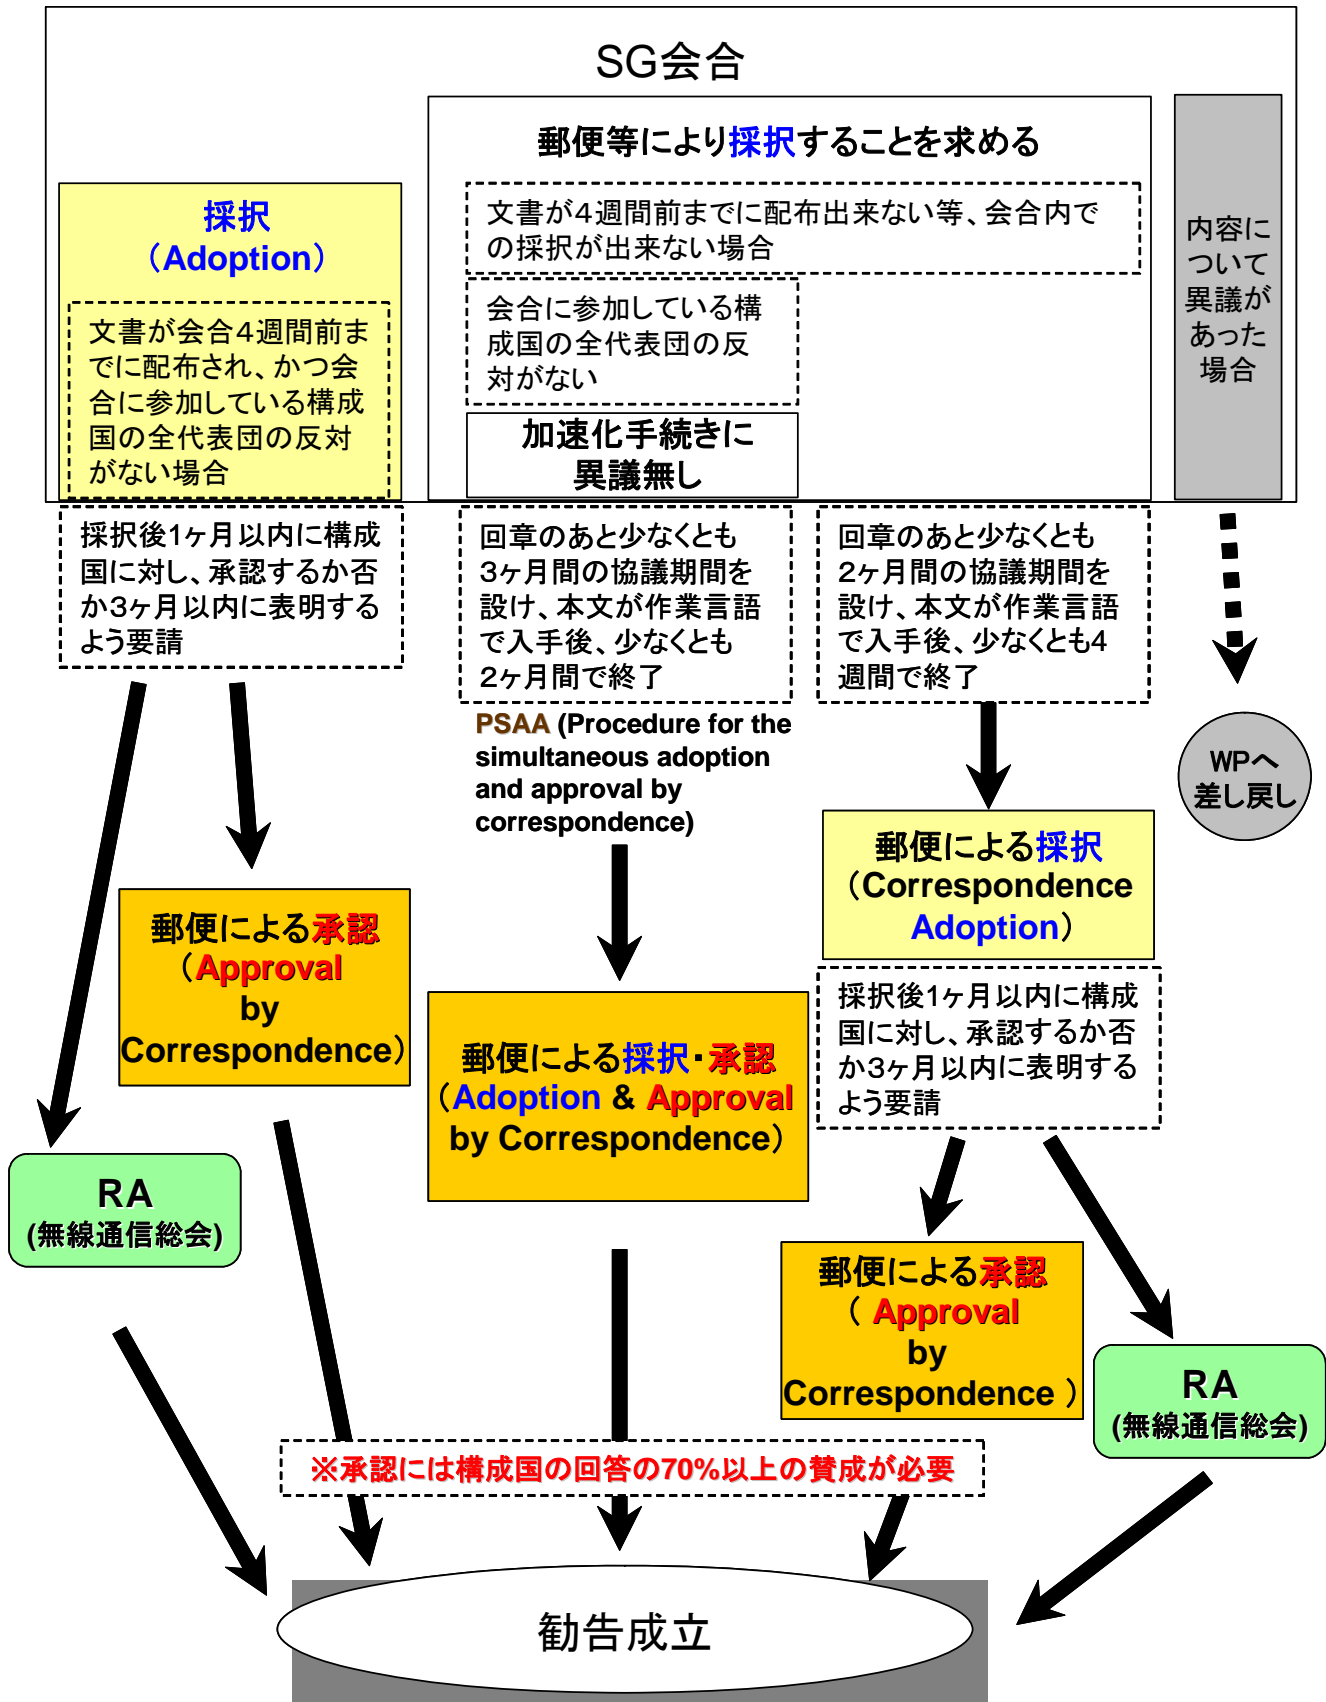 SG会合
採択
（Adoption）
文書が会合４週間前ま
でに配布され、かつ会
合に参加している構成
国の全代表団の反対
がない場合
郵便等により採択することを求める
文書が４週間前までに配布出来ない等、会合内で
の採択が出来ない場合
会合に参加している構
成国の全代表団の反
対がない
加速化手続きに
異議無し
内容に
ついて
異議が
あった
場合
採択後１ヶ月以内に構成
国に対し、承認するか否
か３ヶ月以内に表明する
よう要請
回章のあと少なくとも
３ヶ月間の協議期間を
設け、本文が作業言語
で入手後、少なくとも
２ヶ月間で終了
回章のあと少なくとも
２ヶ月間の協議期間を
設け、本文が作業言語
で入手後、少なくとも４
週間で終了
PSAA (Procedure for the
simultaneous adoption
and approval by
correspondence)
WPへ
差し戻し
郵便による採択
（Correspondence
Adoption）
郵便による承認
（Approval
by
Correspondence）
郵便による採択・承認
（Adoption & Approval
by Correspondence）
採択後１ヶ月以内に構成
国に対し、承認するか否
か３ヶ月以内に表明する
よう要請
RA
(無線通信総会)
郵便による承認
（ Approval
by
Correspondence ）
RA
(無線通信総会)
※承認には構成国の回答の70%以上の賛成が必要
勧告成立